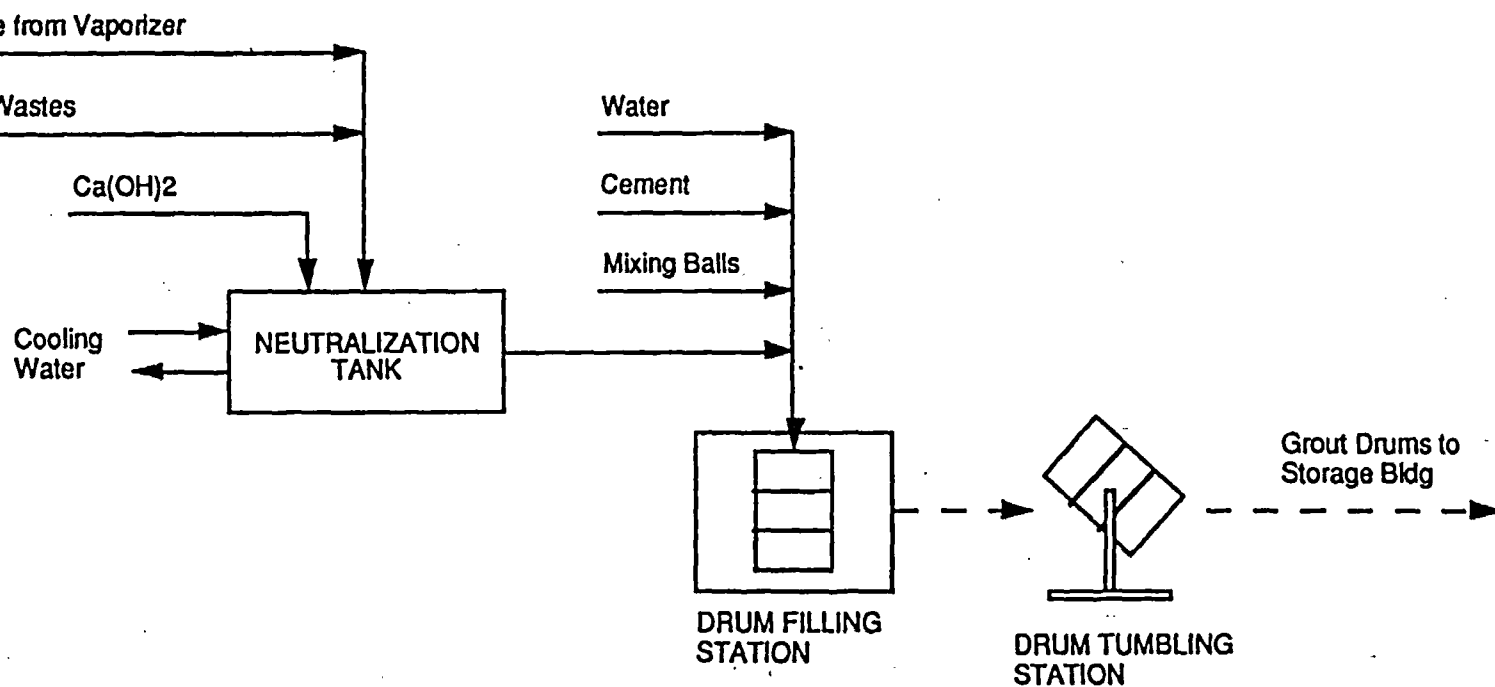 from Vaporizer
Wastes
Ca(OH)2
Water
Cement
Mixing Balls
Cooling
Water
NEUTRALIZATION
TANK
Grout Drums to
Storage Bldg
DRUM FILLING
STATION
DRUM TUMBLING
STATION